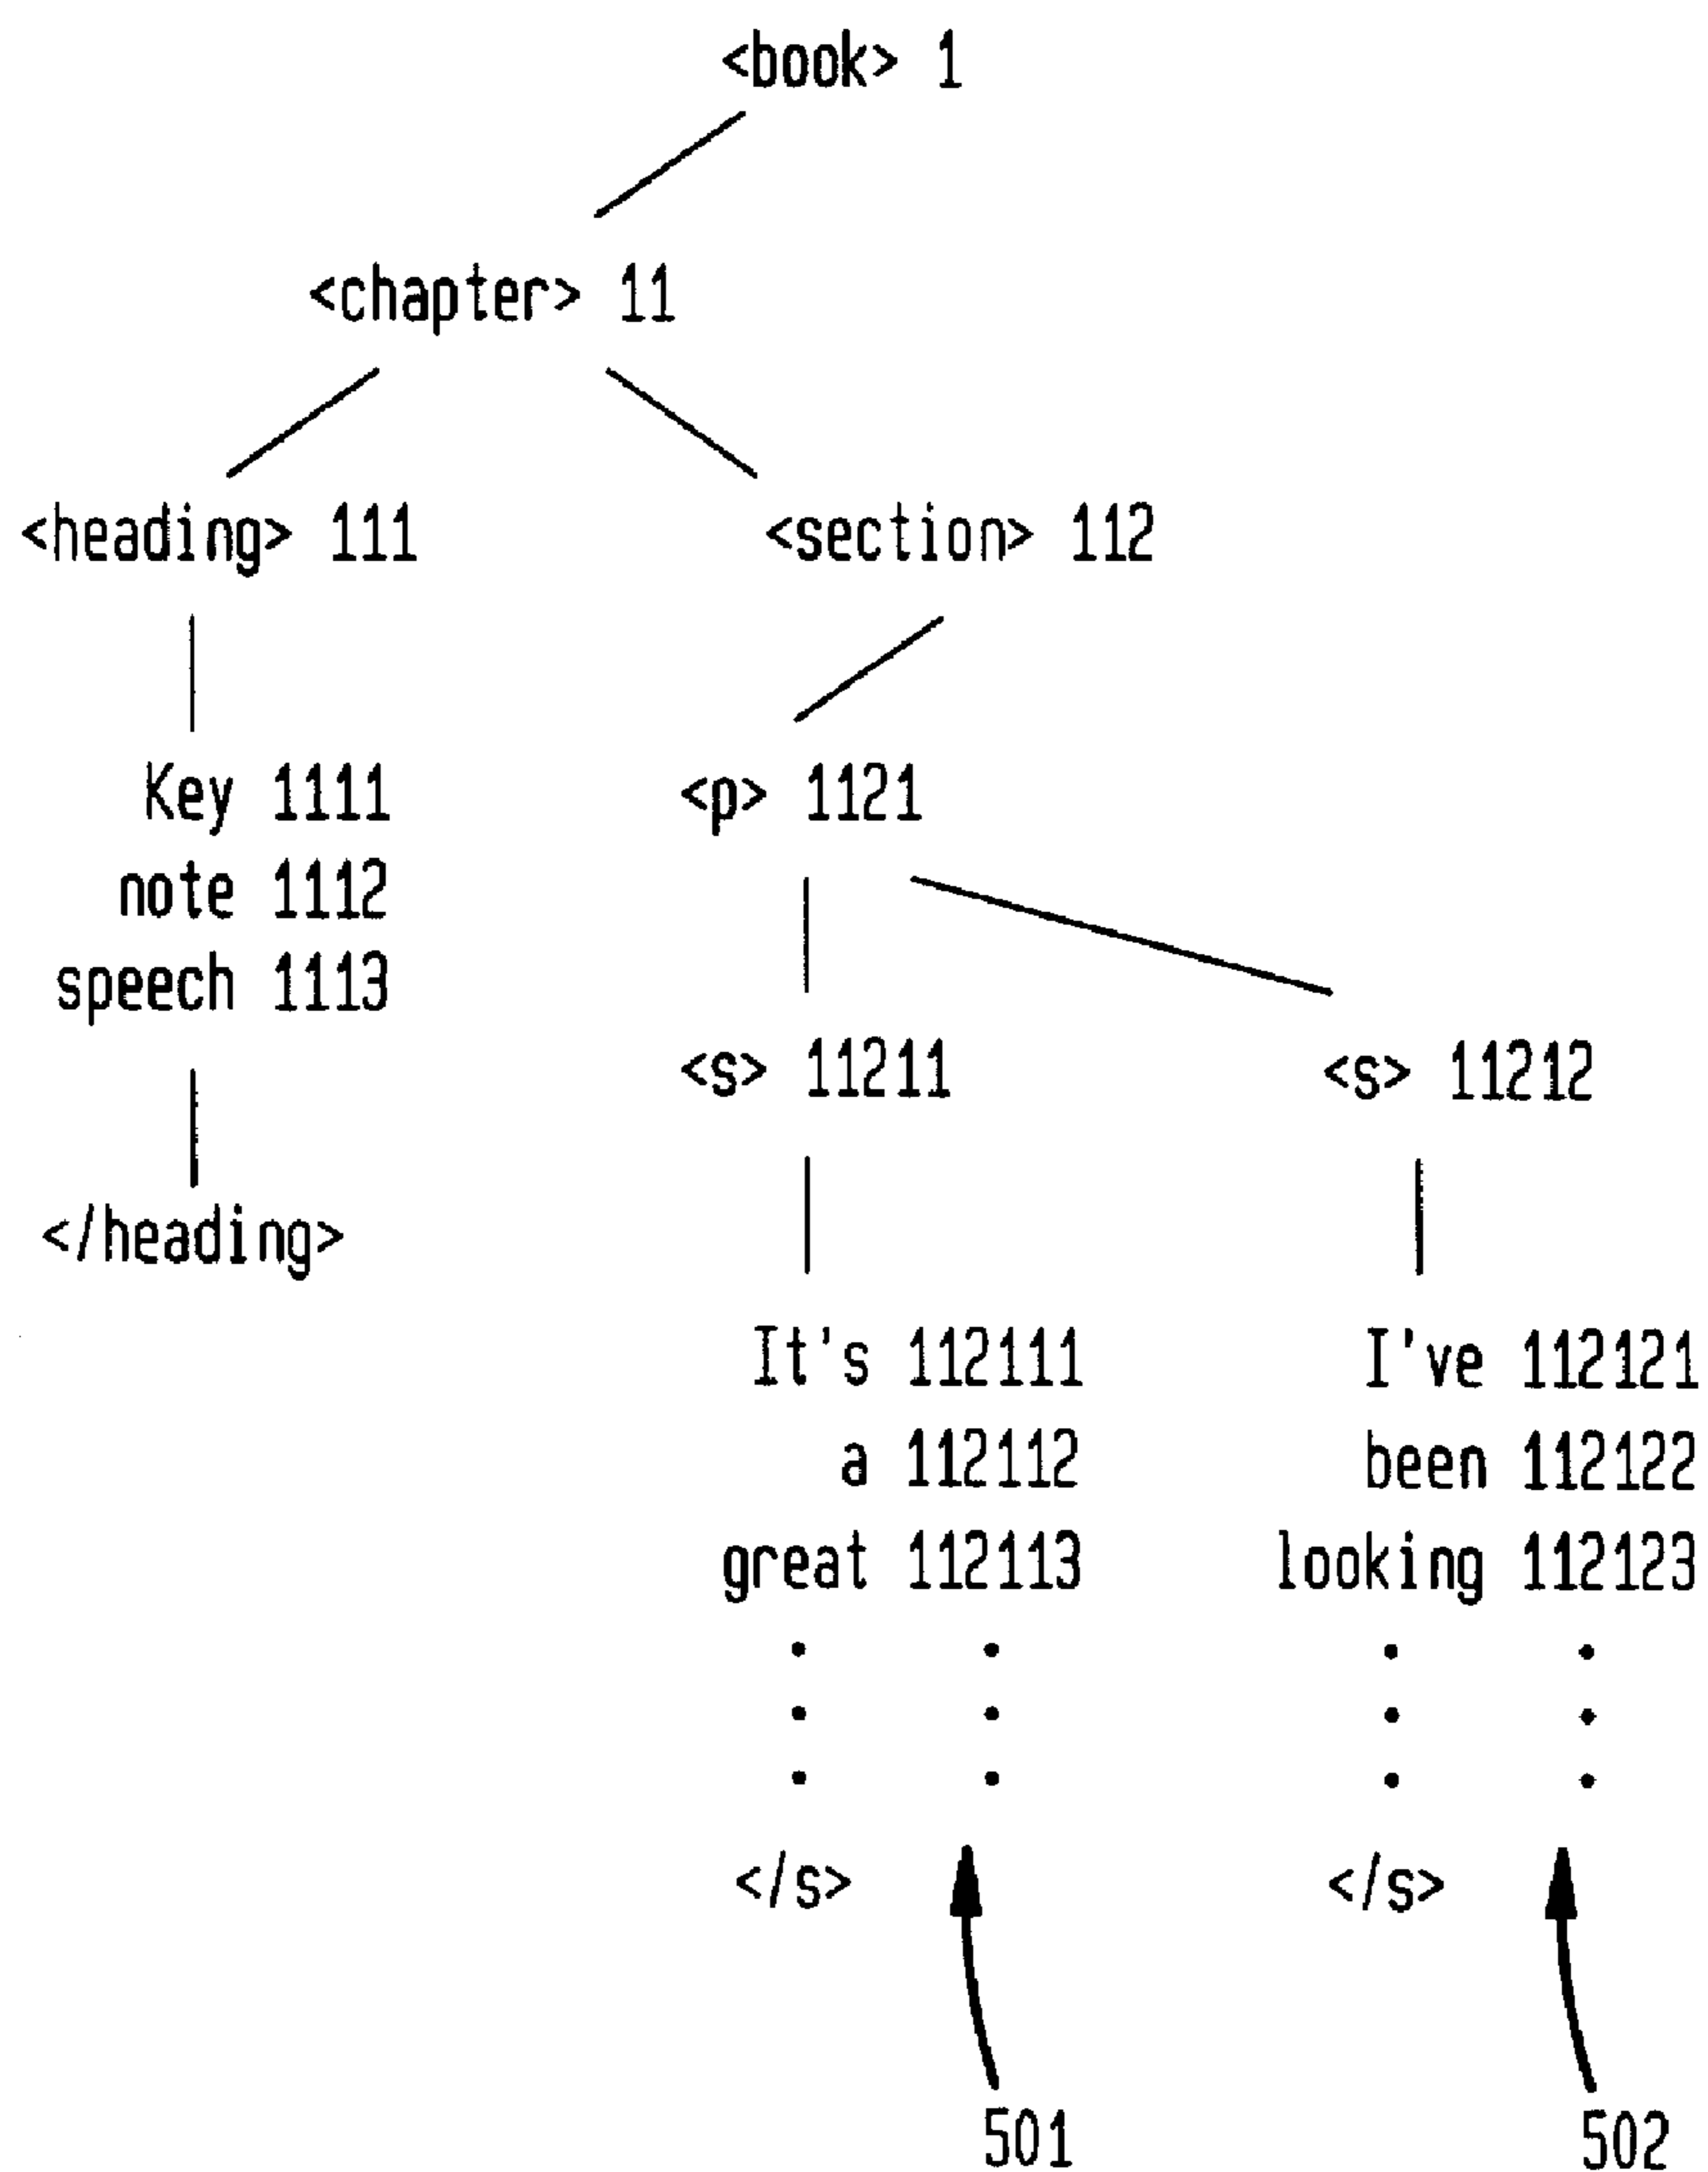 <book> 1
<chapter> 11
<heading> 111 <section> 112
Key 1111 <p> 1121
note 1112
speech 1113
<s> 11211 <s> 11212
</heading>
It's 112111 I've 112121
a 112112 been 112122
great 112113 looking 112123
</s> </s>
501 502